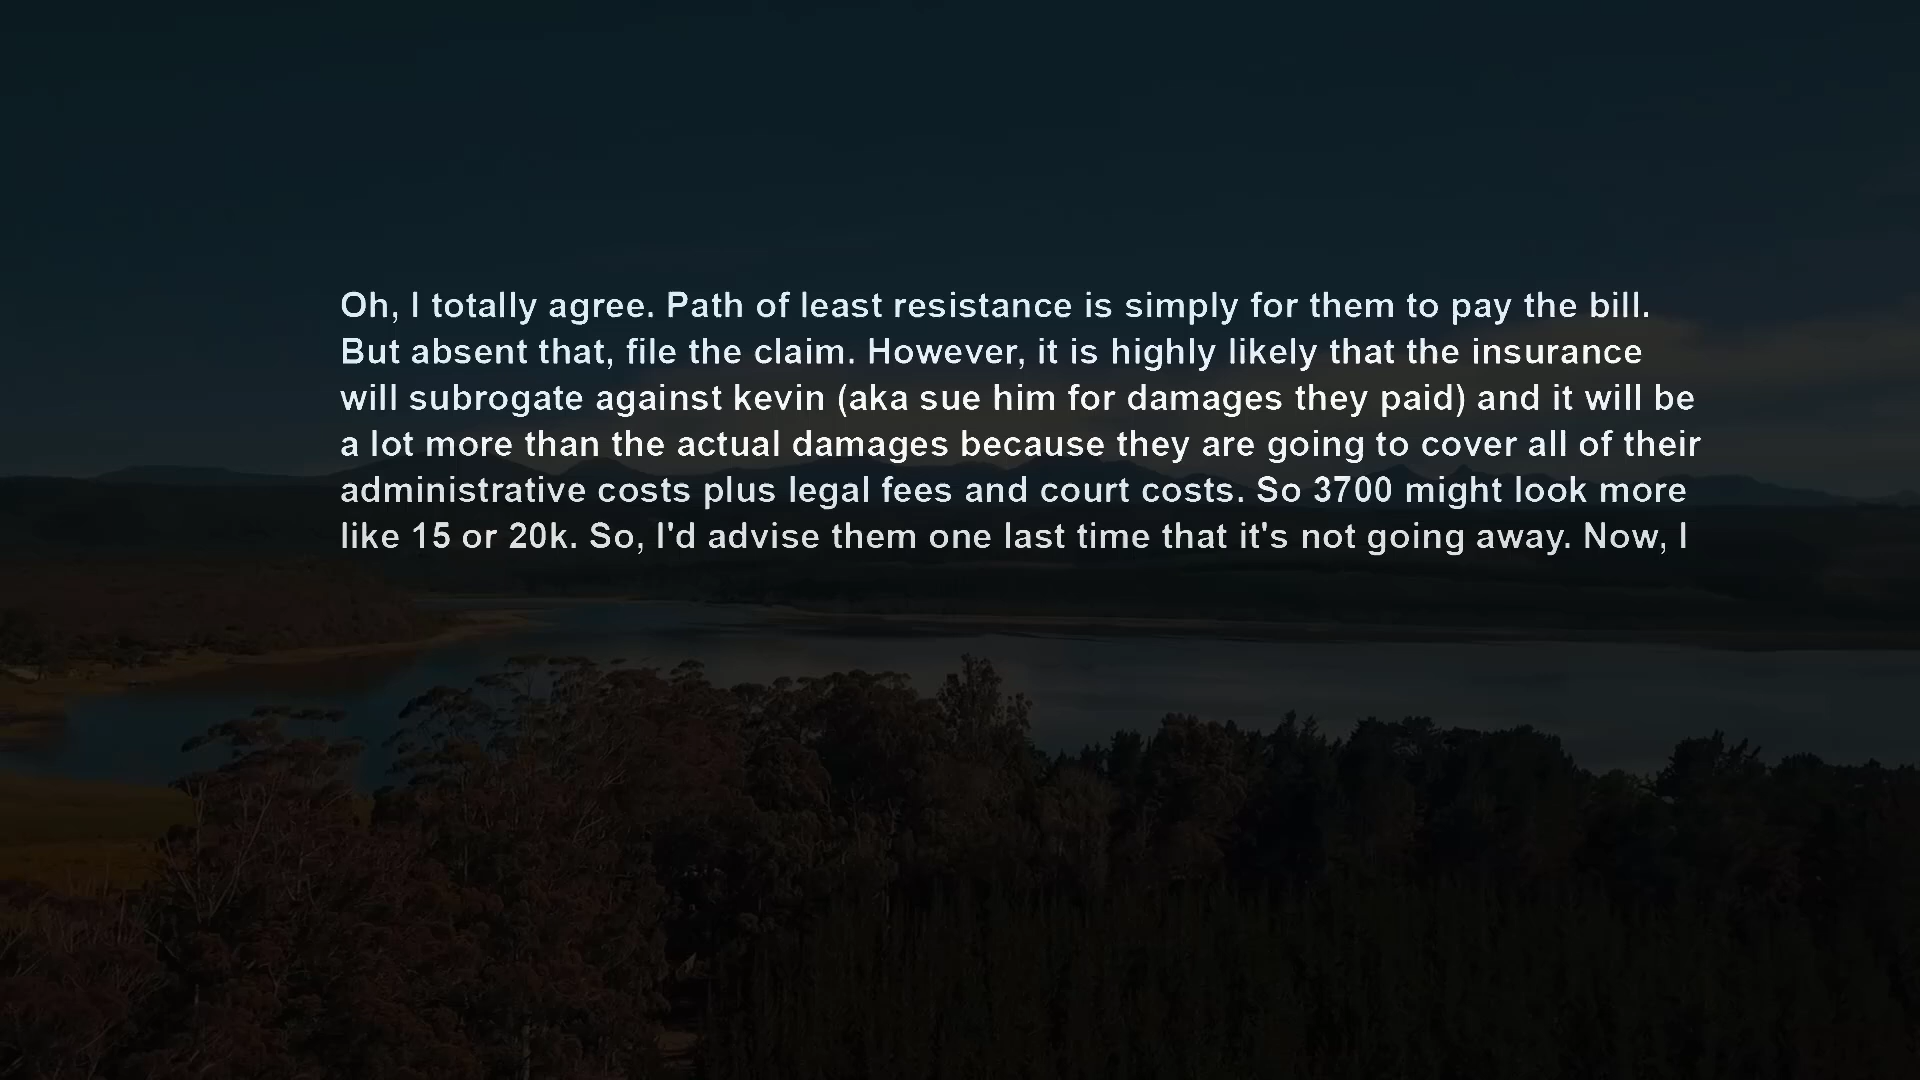 Oh, I totally agree. Path of least resistance is simply for them to pay the bill.
But absent that, file the claim. However, it is highly likely that the insurance
will subrogate against kevin (aka sue him for damages they paid) and it will be
a lot more than the actual damages because they are going to cover all of their
administrative costs plus legal fees and court costs. So 3700 might look more
like 15 or 20k. So, I'd advise them one last time that it's not going away. Now, I